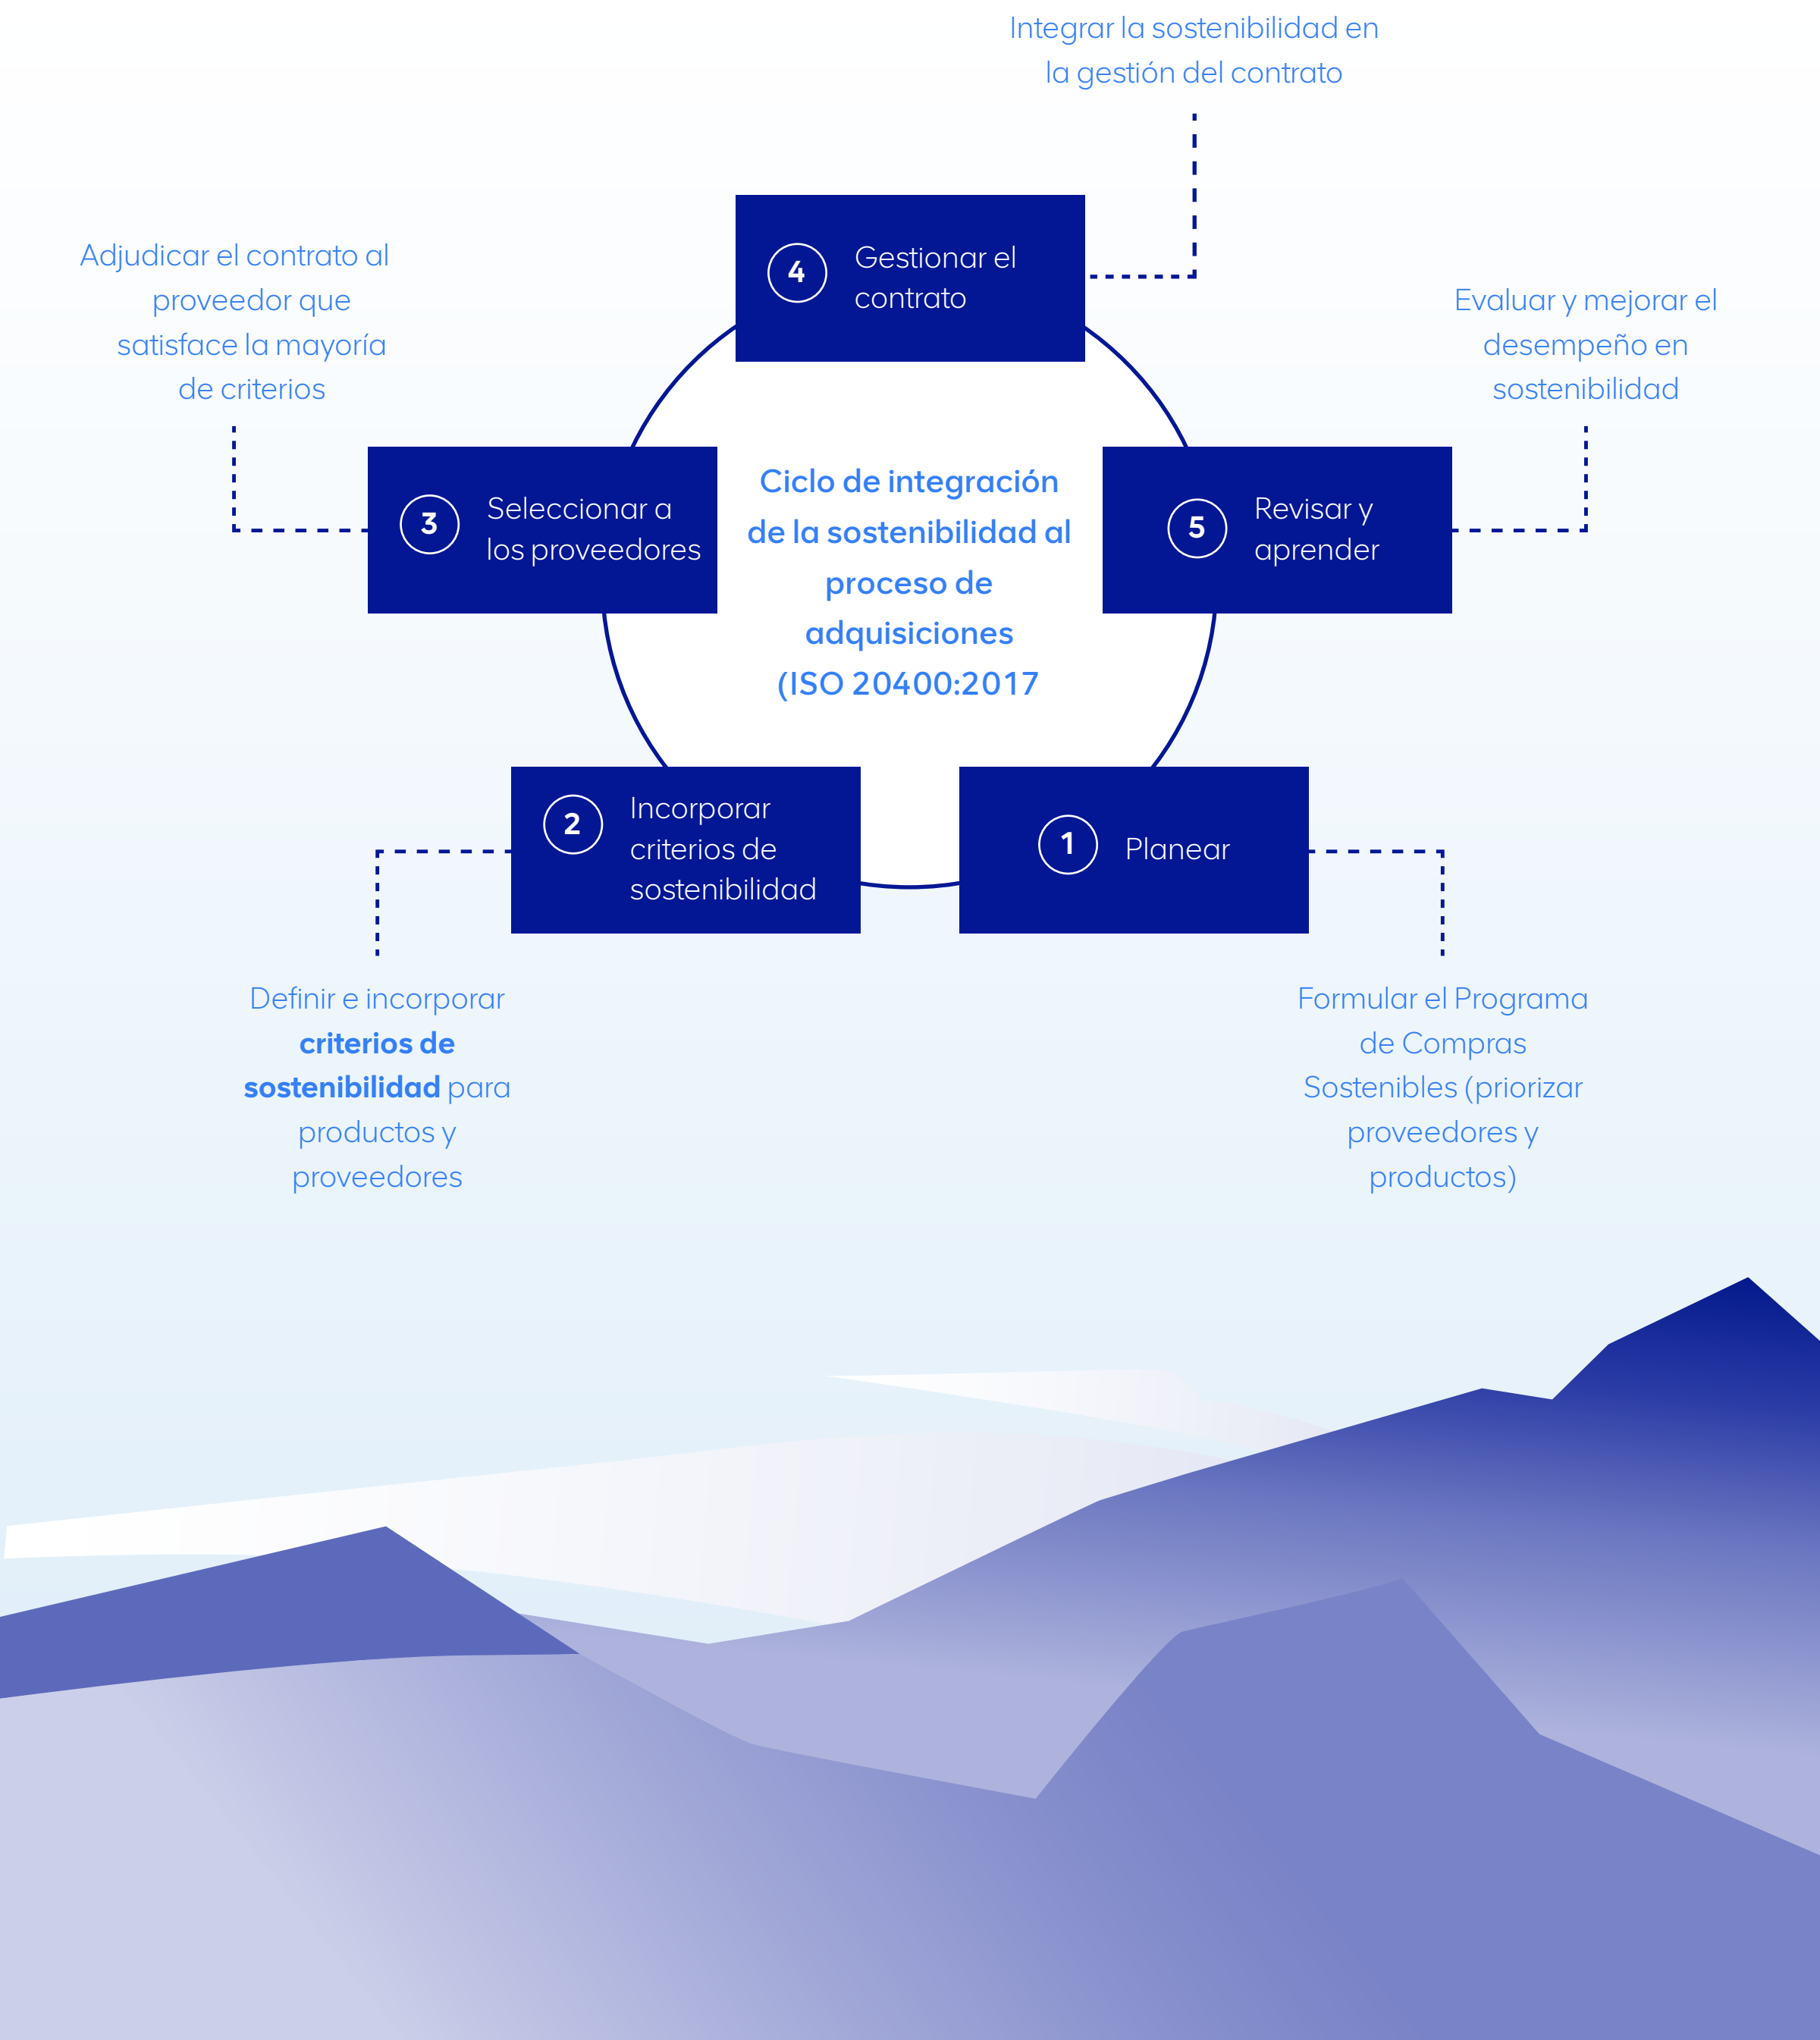 Integrar la sostenibilidad en
la gestión del contrato
4
Gestionar el
contrato
Adjudicar el contrato al
proveedor que
satisface la mayoría
de criterios
Evaluar y mejorar el
desempeño en
sostenibilidad
3
Seleccionar a
los proveedores
Ciclo de integración
de la sostenibilidad al
proceso de
adquisiciones
(ISO 20400:2017
5
Revisar y
aprender
2
Incorporar
criterios de
sostenibilidad
1
Planear
Definir e incorporar
criterios de
sostenibilidad para
productos y
proveedores
Formular el Programa
de Compras
Sostenibles (priorizar
proveedores y
productos)